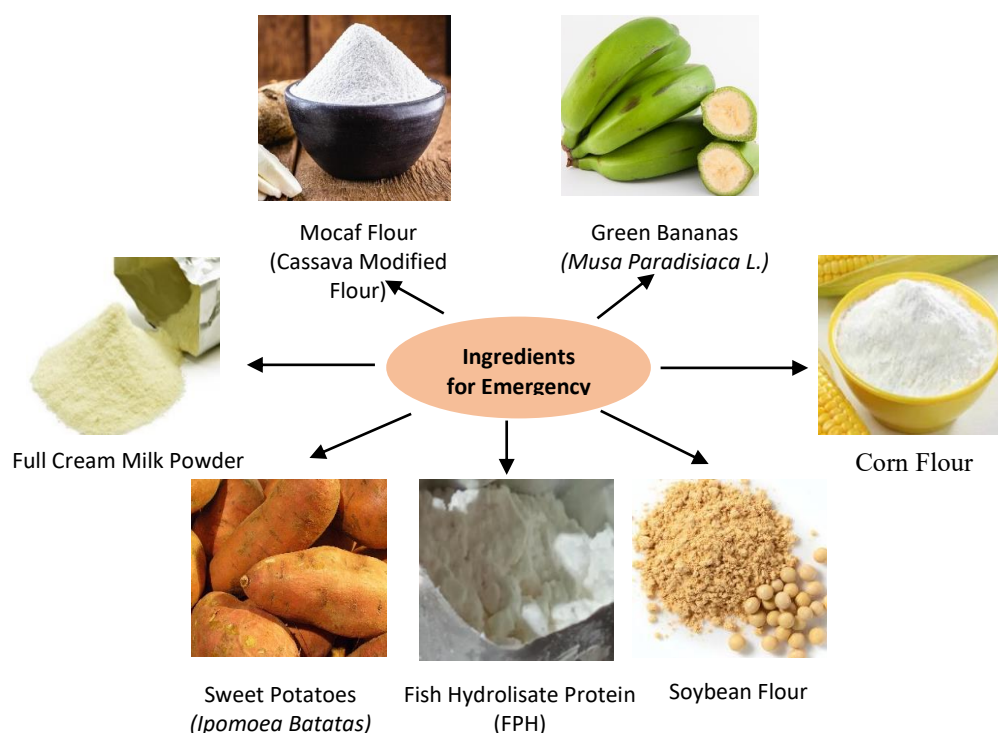 Mocaf Flour
(Cassava Modified
Flour)
Green Bananas
(Musa Paradisiaca L.)
Ingredients
for Emergency
Full Cream Milk Powder
Corn Flour
Sweet Potatoes
(Ipomoea Batatas)
Fish Hydrolisate Protein
(FPH)
Soybean Flour